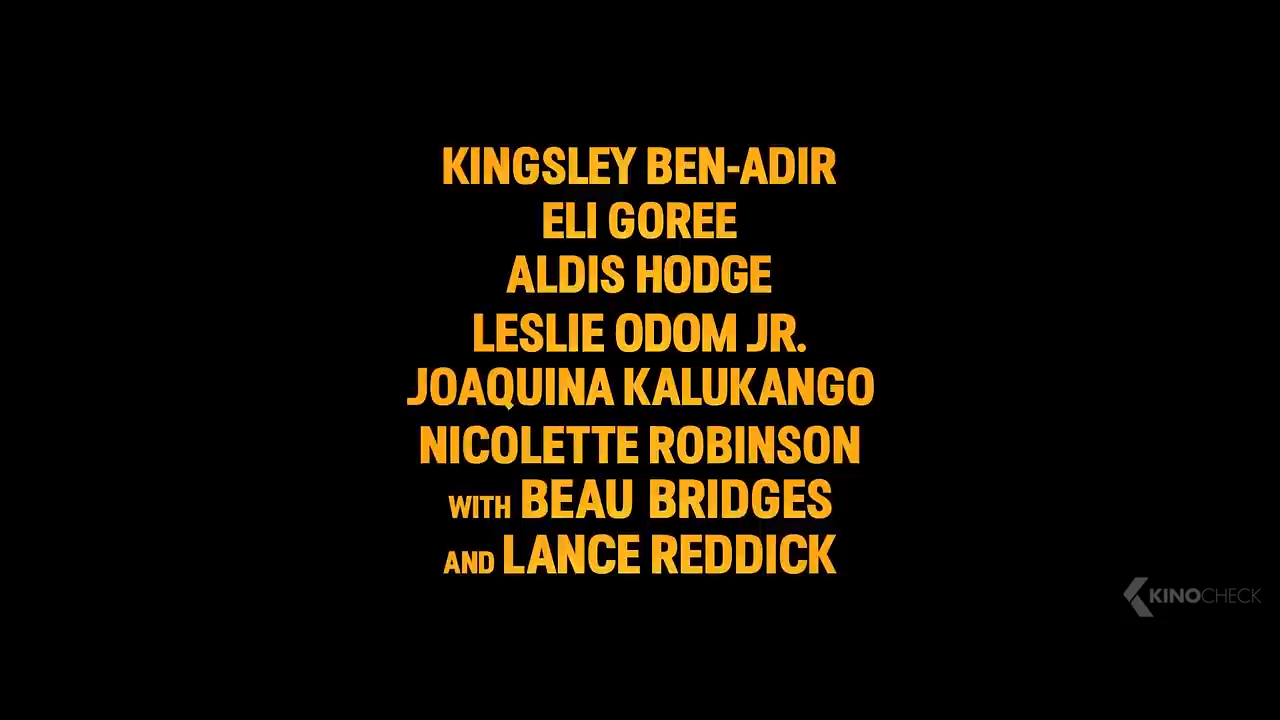 KINGSLEY BEN-ADIR
ELI GOREE
ALDIS HODGE
LESLIE ODOM JR.
JOAQUINA KALUKANGO
NICOLETTE ROBINSON
WITH BEAU BRIDGES
AND LANCE REDDICK
KINOCHECK